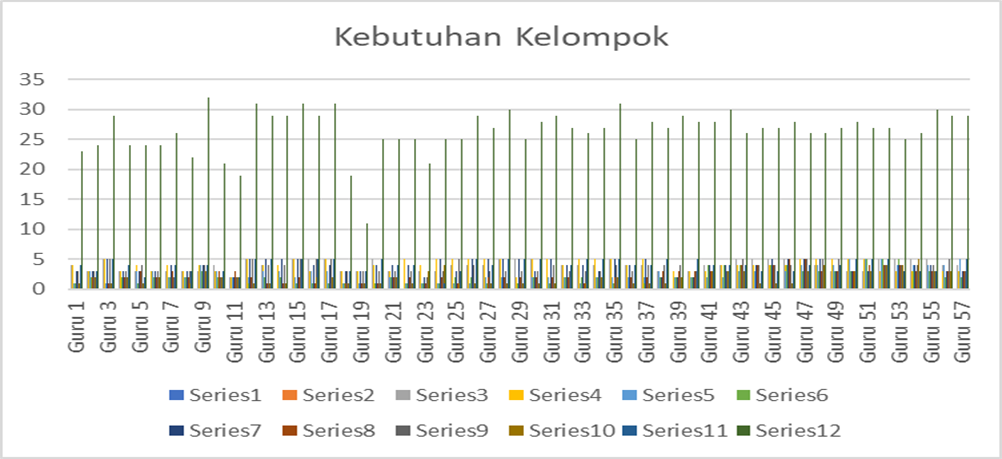 Kebutuhan Kelompok
35
30
25
20
15
10
5
0
Guru 1
Guru 3
Guru 5
Guru 7
Guru 9
Guru 11
Guru 13
Guru 15
Guru 17
Guru 19
Guru 21
Guru 23
Guru 25
Guru 27
Guru 29
Guru 31
Guru 33
Guru 35
Guru 37
Guru 39
Guru 41
Guru 43
Guru 45
Guru 47
Guru 49
Guru 51
Guru 53
Guru 55
Guru 57
Series1 Series2 Series3 Series4 Series5 Series6
Series7 Series8 Series9 Series10 Series11 Series12